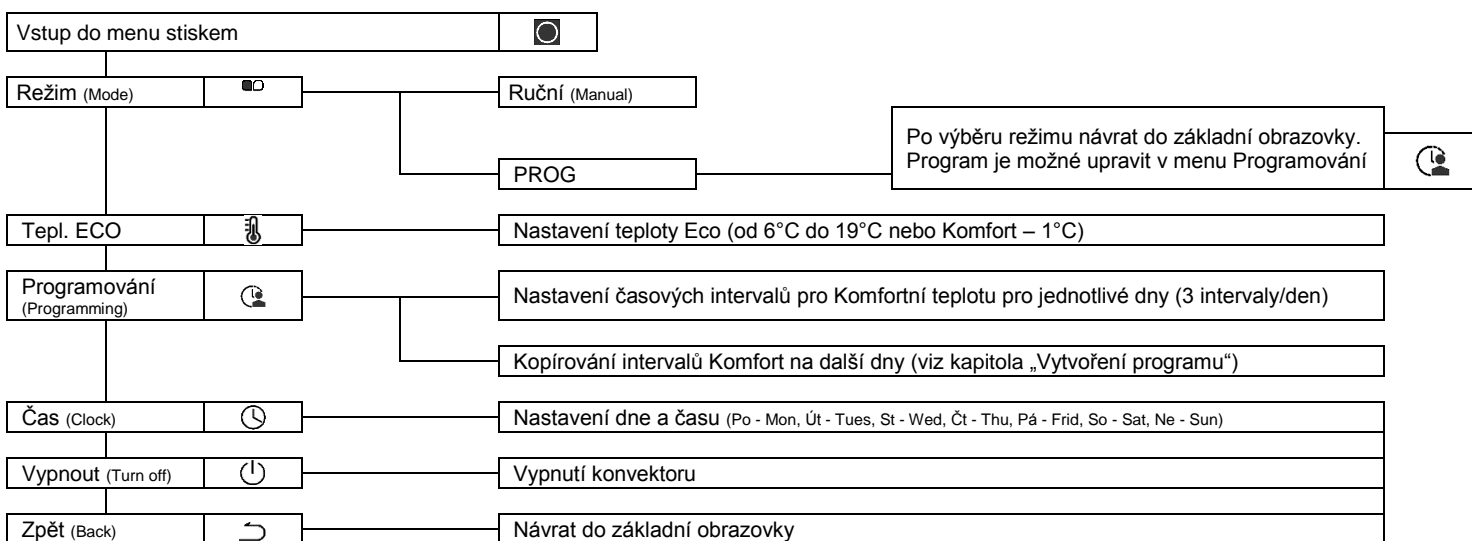 Vstup do menu stiskem
Režim (Mode)
Ruční (Manual)
PROG
Po výběru režimu návrat do základní obrazovky.
Program je možné upravit v menu Programování
Tepl. ECO
Nastavení teploty Eco (od 6°C do 19°C nebo Komfort – 1°C)
Programování
(Programming)
Nastavení časových intervalů pro Komfortní teplotu pro jednotlivé dny (3 intervaly/den)
Kopírování intervalů Komfort na další dny (viz kapitola „Vytvoření programu“)
Čas (Clock)
Nastavení dne a času (Po - Mon, Út - Tues, St - Wed, Čt - Thu, Pá - Frid, So - Sat, Ne - Sun)
Vypnout (Turn off)
Vypnutí konvektoru
Zpět (Back)
Návrat do základní obrazovky